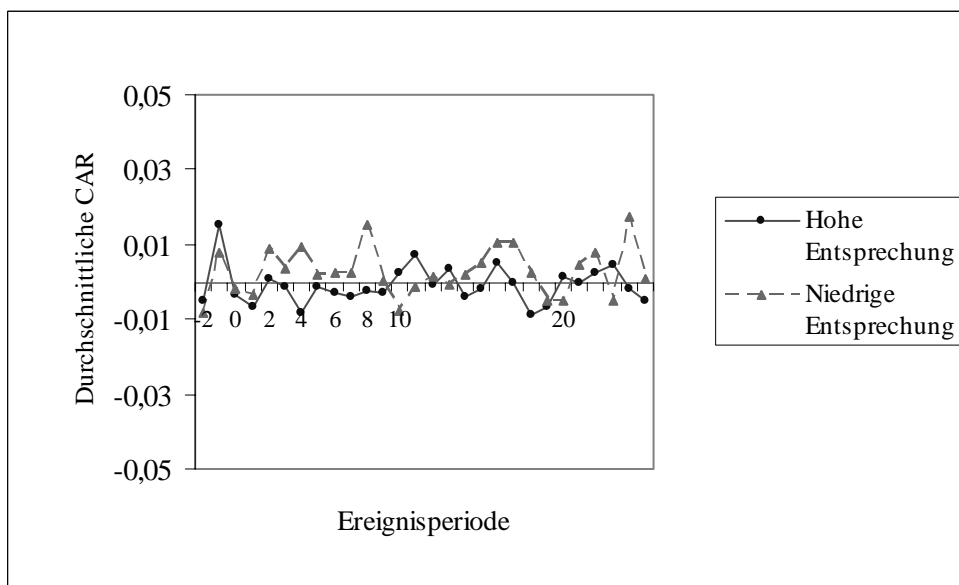 0,05
0,03
0,01
-0,01
-0,03
-0,05
Durchschnittliche CAR
-2 0 2 4 6 8 10 20
Ereignisperiode
Hohe
Entsprechung
Niedrige
Entsprechung